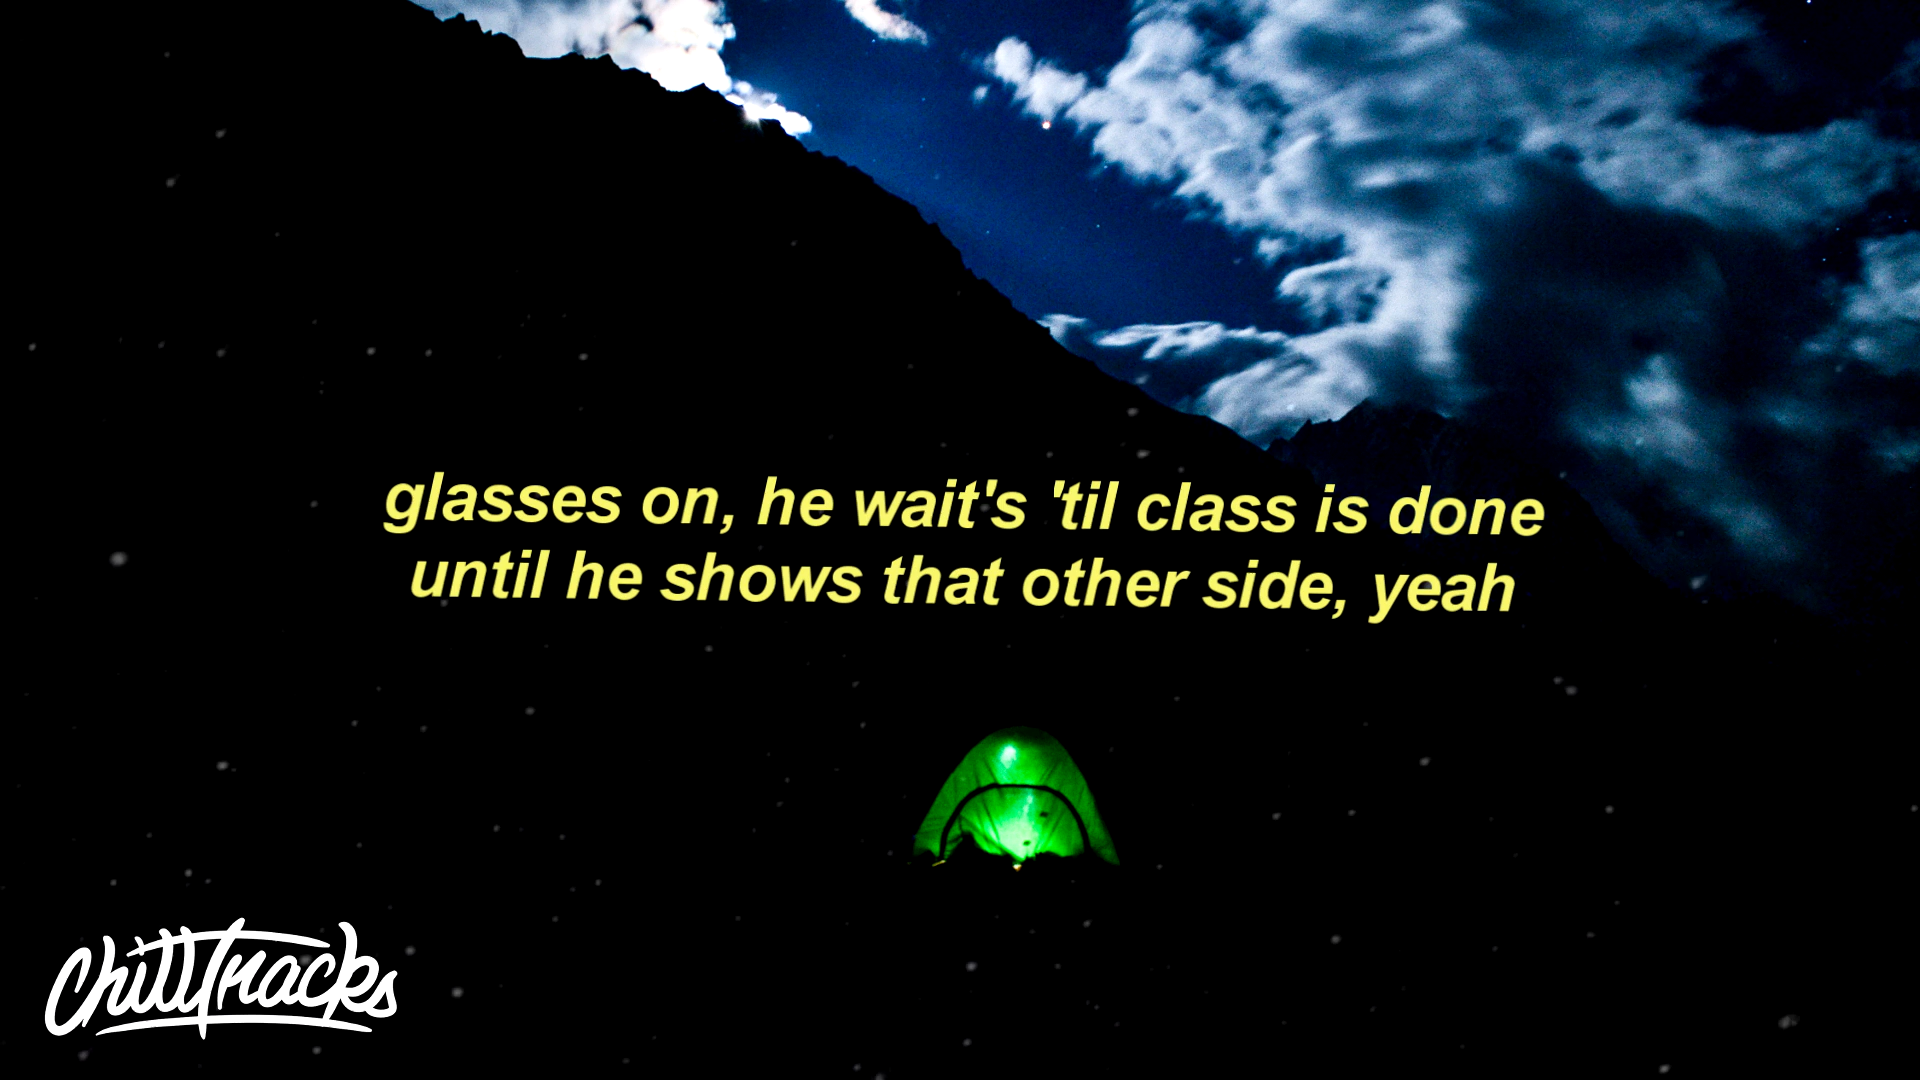 glasses on, he wait's 'til class is done
until he shows that other side, yeah
ChillTracks